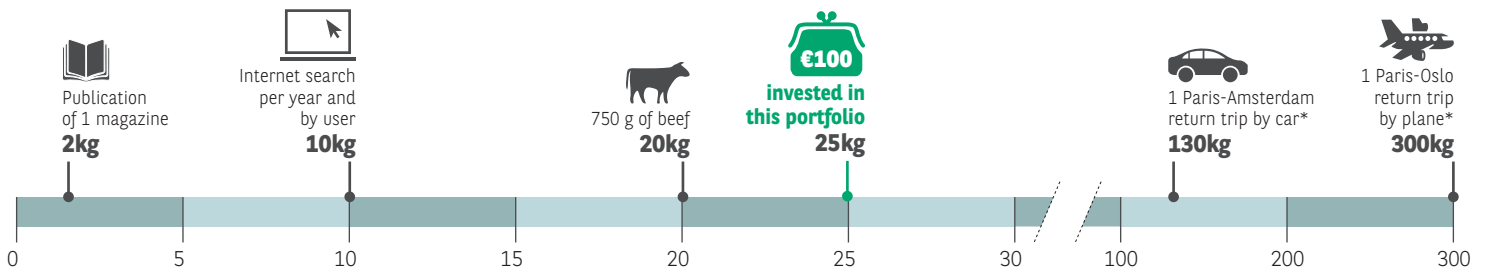 Publication
of 1 magazine
2kg
Internet search
per year and
by user
10kg
750 g of beef
20kg
€100
invested in
this portfolio
25kg
1 Paris-Amsterdam
return trip by car*
130kg
1 Paris-Oslo
return trip
by plane*
300kg
0 5 10 15 20 25 30 100 200 300